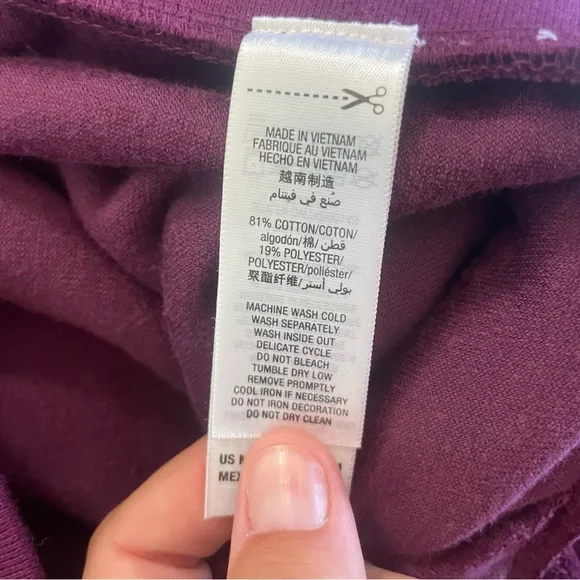 MADE IN VIETNAM
FABRIQUE AU VIETNAM
HECHO EN VIETNAM
越南制造
صُنع في فيتنام
81% COTTON/COTON/
algodón/棉/قطن
19% POLYESTER/
POLYESTER/poliéster/
聚酯纤维/بولي أستر
MACHINE WASH COLD
WASH SEPARATELY
WASH INSIDE OUT
DELICATE CYCLE
DO NOT BLEACH
TUMBLE DRY LOW
REMOVE PROMPTLY
COOL IRON IF NECESSARY
DO NOT IRON DECORATION
DO NOT DRY CLEAN
US